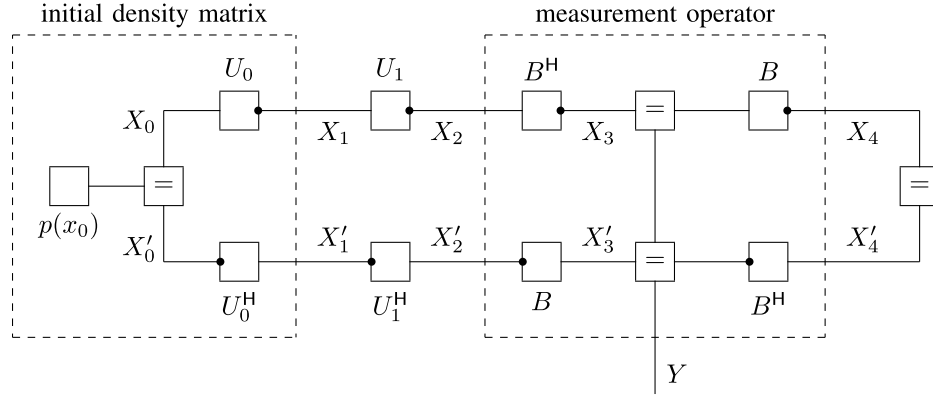 initial density matrix
measurement operator
U₀
U₁
Bᴴ
B
X₀
X₁
X₂
X₃
=
X₄
=
=
p(x₀)
X′₀
X′₁
X′₂
X′₃
=
X′₄
U₀ᴴ
U₁ᴴ
B
Bᴴ
Y